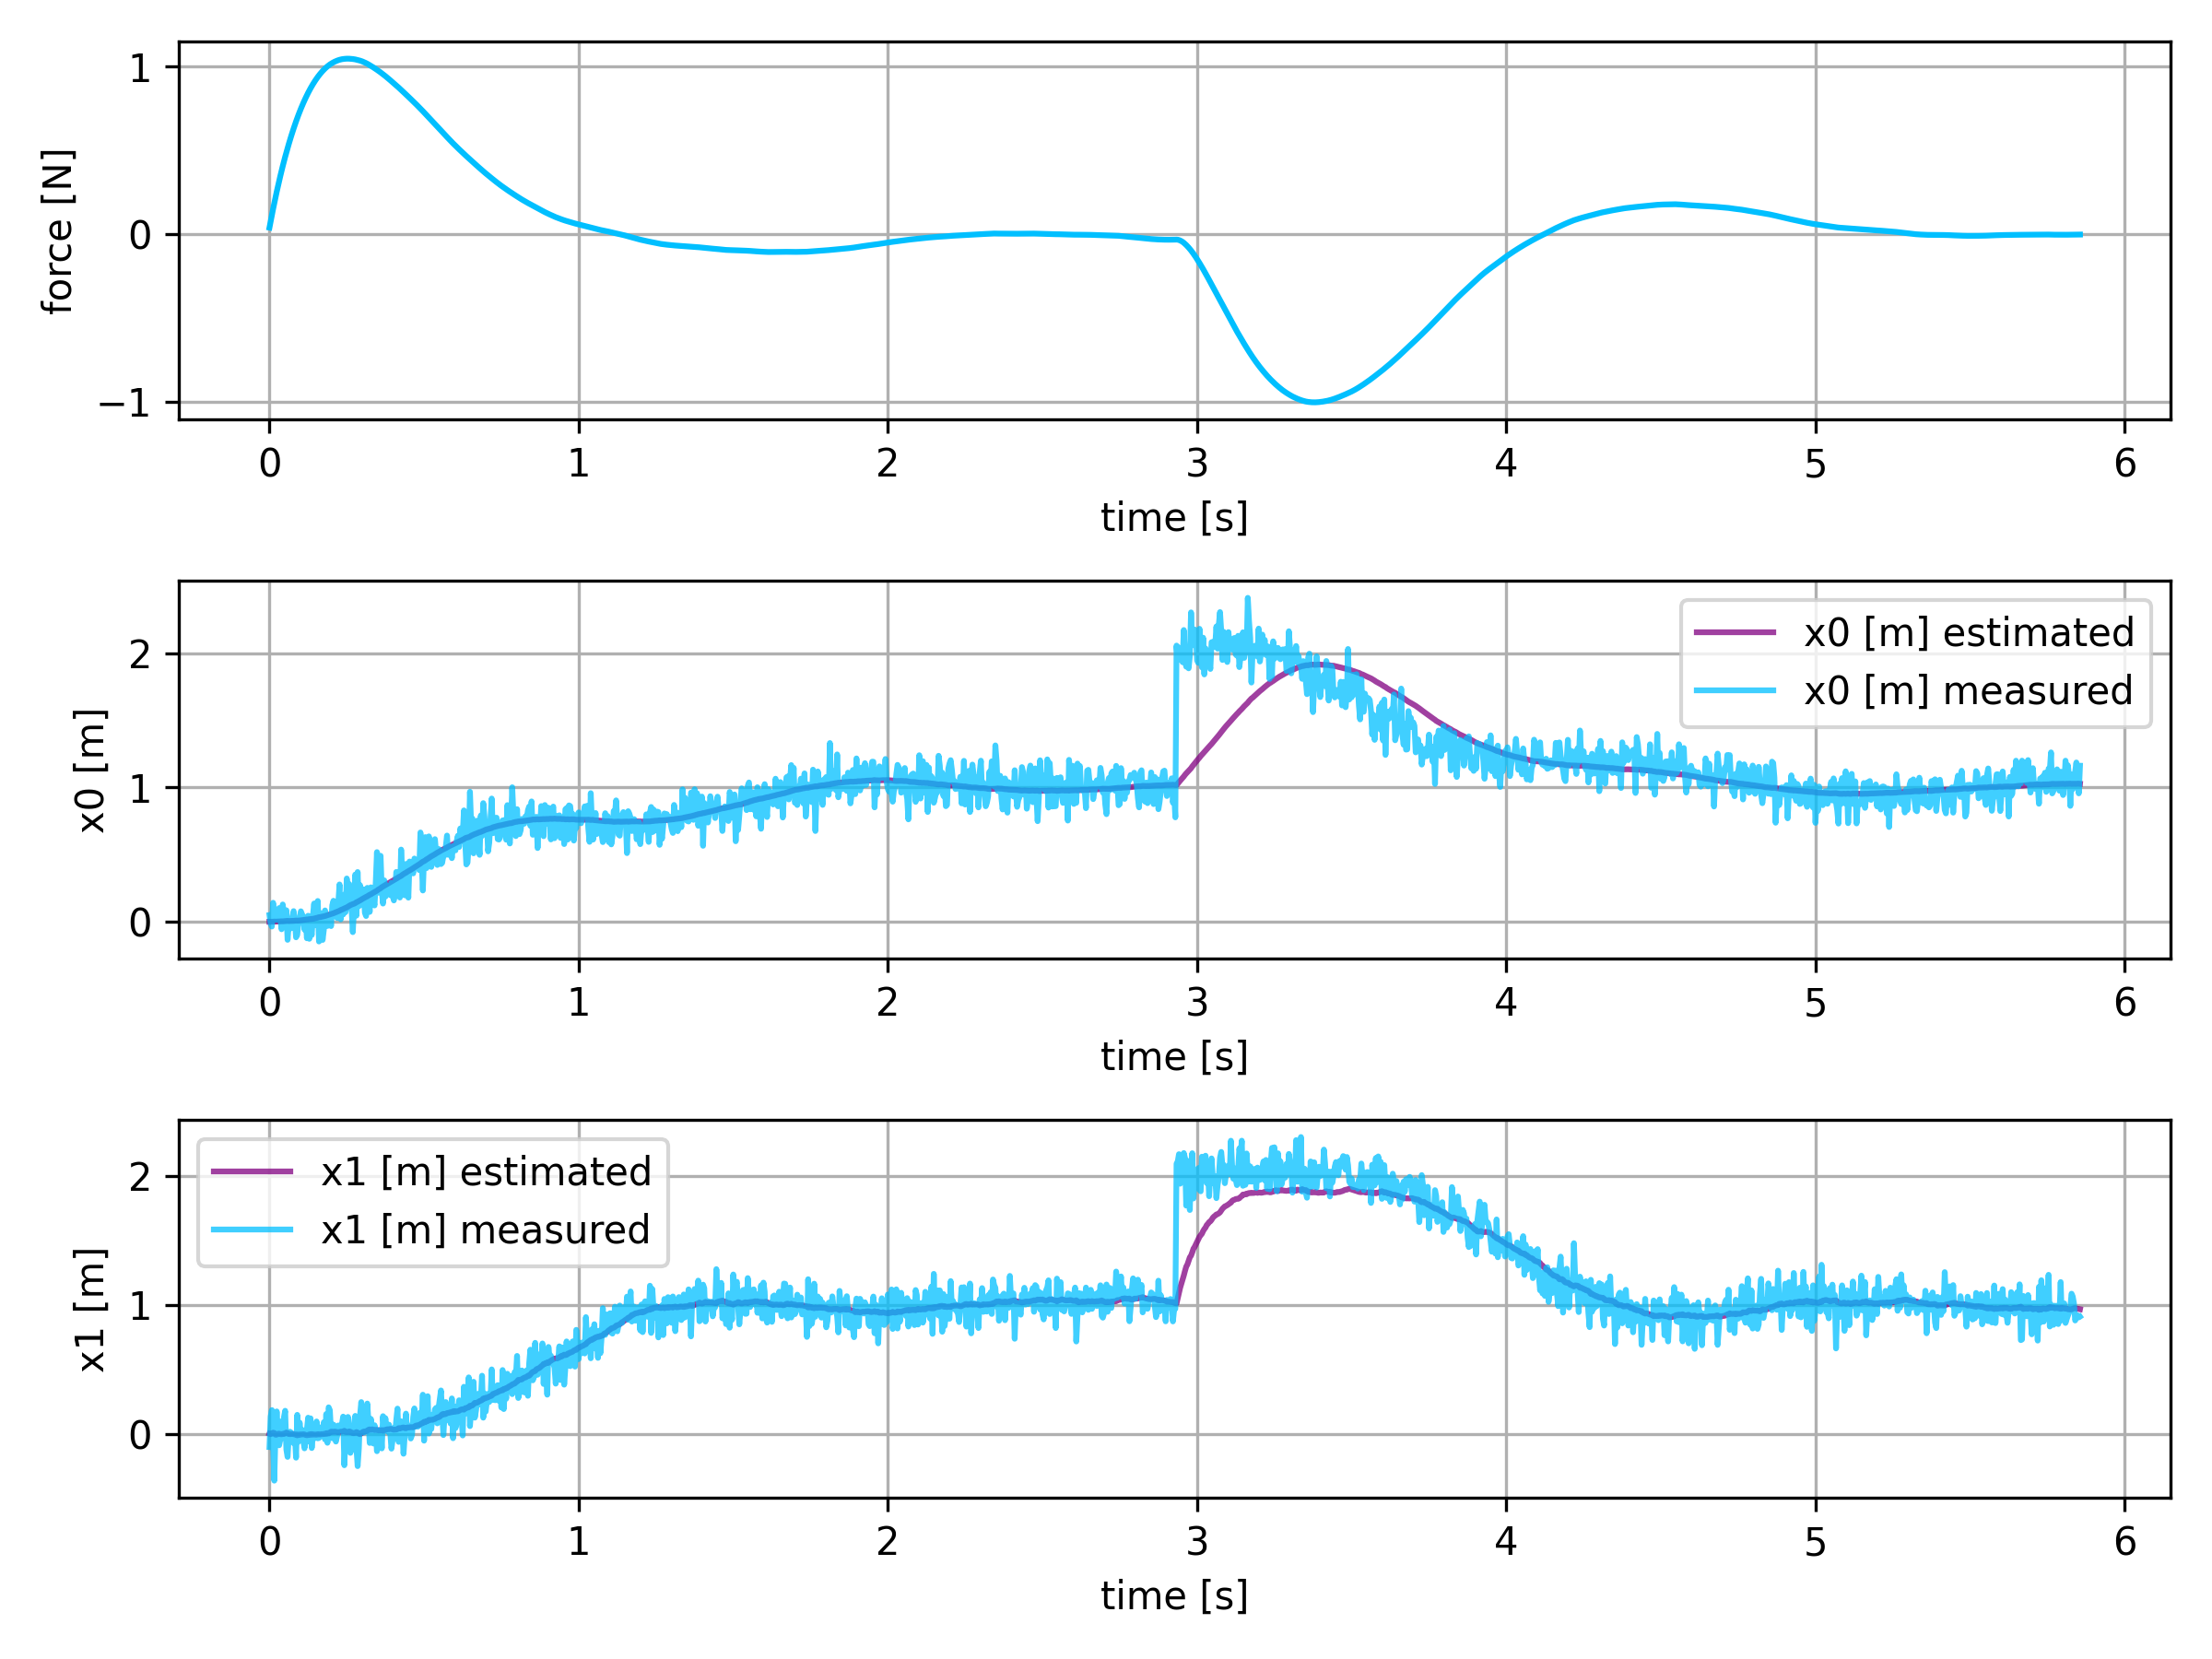 1
0
−1
force [N]
0 1 2 3 4 5 6
time [s]
x0 [m] estimated
x0 [m] measured
2
1
0
x0 [m]
0 1 2 3 4 5 6
time [s]
x1 [m] estimated
x1 [m] measured
2
1
0
x1 [m]
0 1 2 3 4 5 6
time [s]